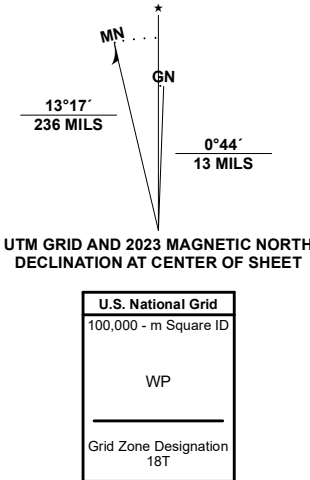 ★
MN
GN
13°17´
236 MILS
0°44´
13 MILS
UTM GRID AND 2023 MAGNETIC NORTH
DECLINATION AT CENTER OF SHEET
U.S. National Grid
100,000 - m Square ID
WP
Grid Zone Designation
18T